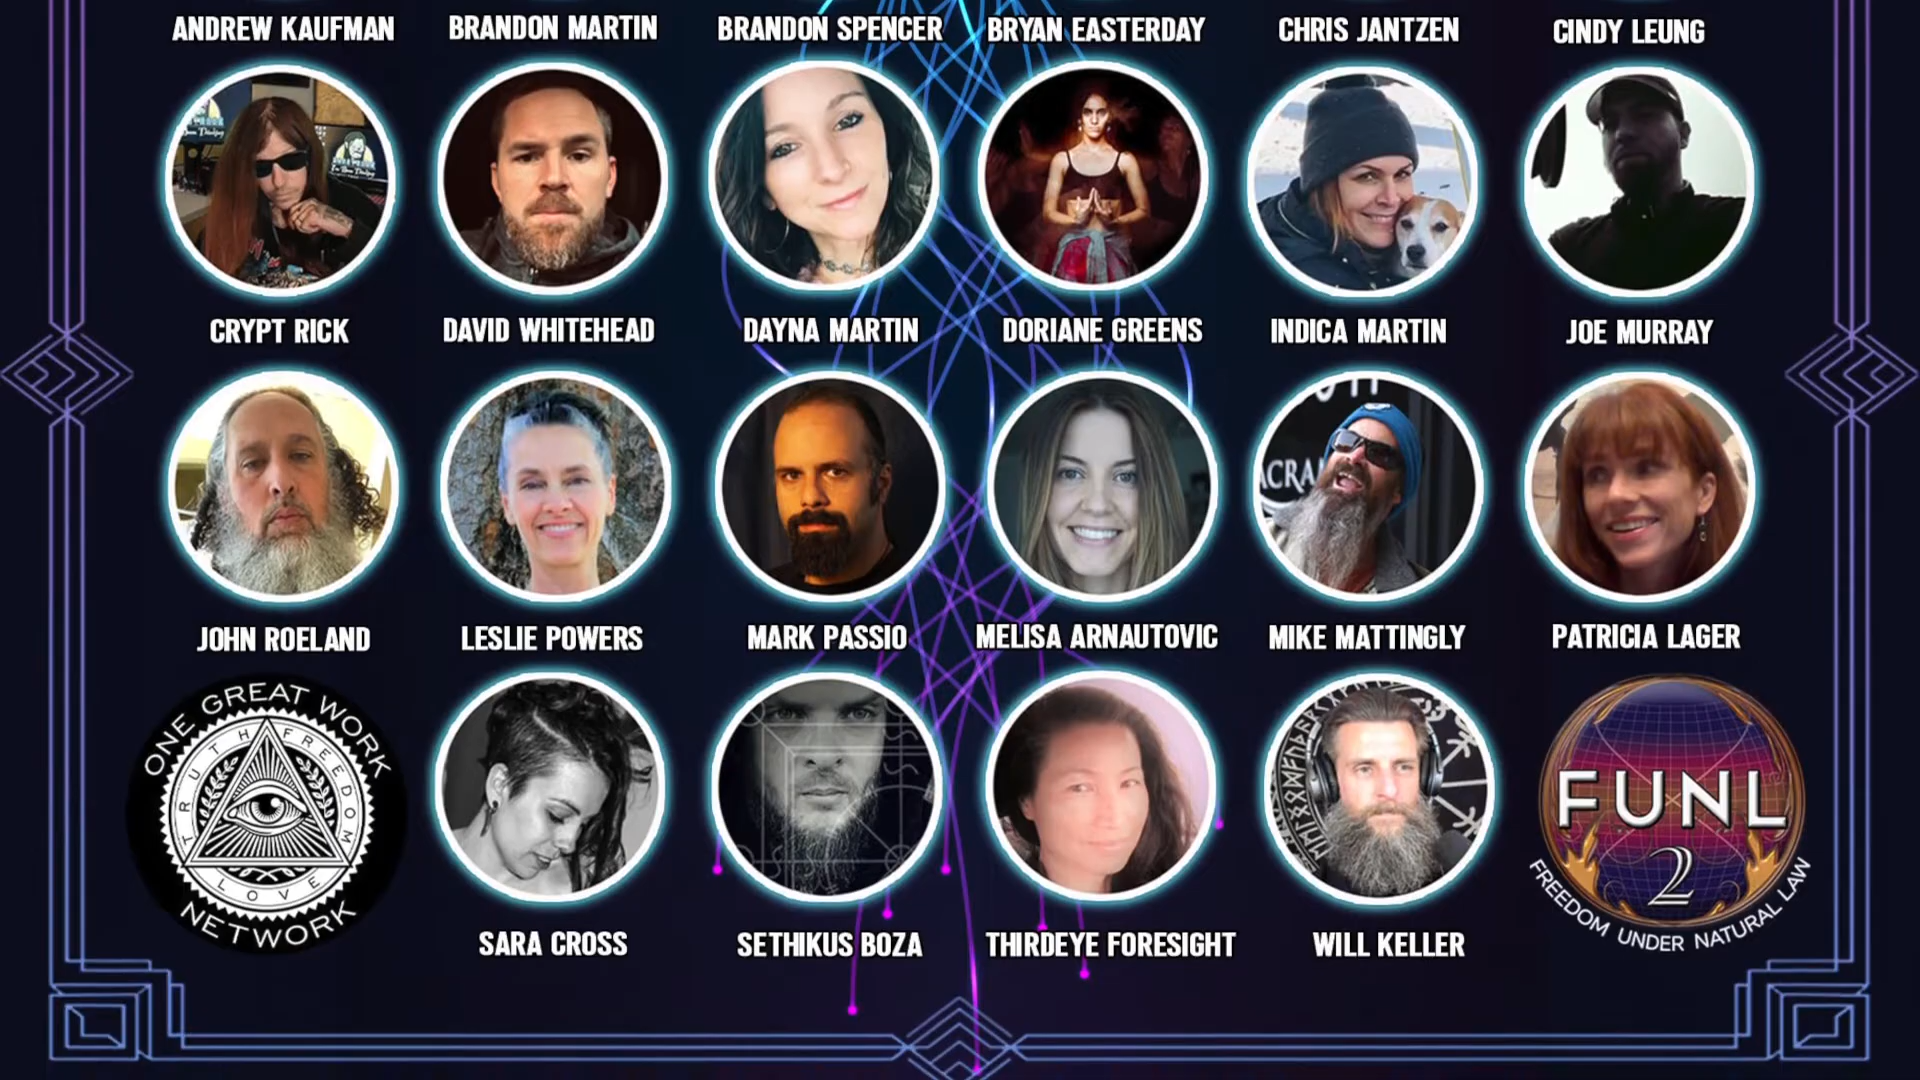 ANDREW KAUFMAN
BRANDON MARTIN
BRANDON SPENCER
BRYAN EASTERDAY
CHRIS JANTZEN
CINDY LEUNG
CRYPT RICK
DAVID WHITEHEAD
DAYNA MARTIN
DORIANE GREENS
INDICA MARTIN
JOE MURRAY
JOHN ROELAND
LESLIE POWERS
MARK PASSIO
MELISA ARNAUTOVIC
MIKE MATTINGLY
PATRICIA LAGER
ONE GREAT WORK
TRUTH FREEDOM
LOVE
NETWORK
SARA CROSS
SETHIKUS BOZA
THIRDEYE FORESIGHT
WILL KELLER
FUNL
2
FREEDOM UNDER NATURAL LAW